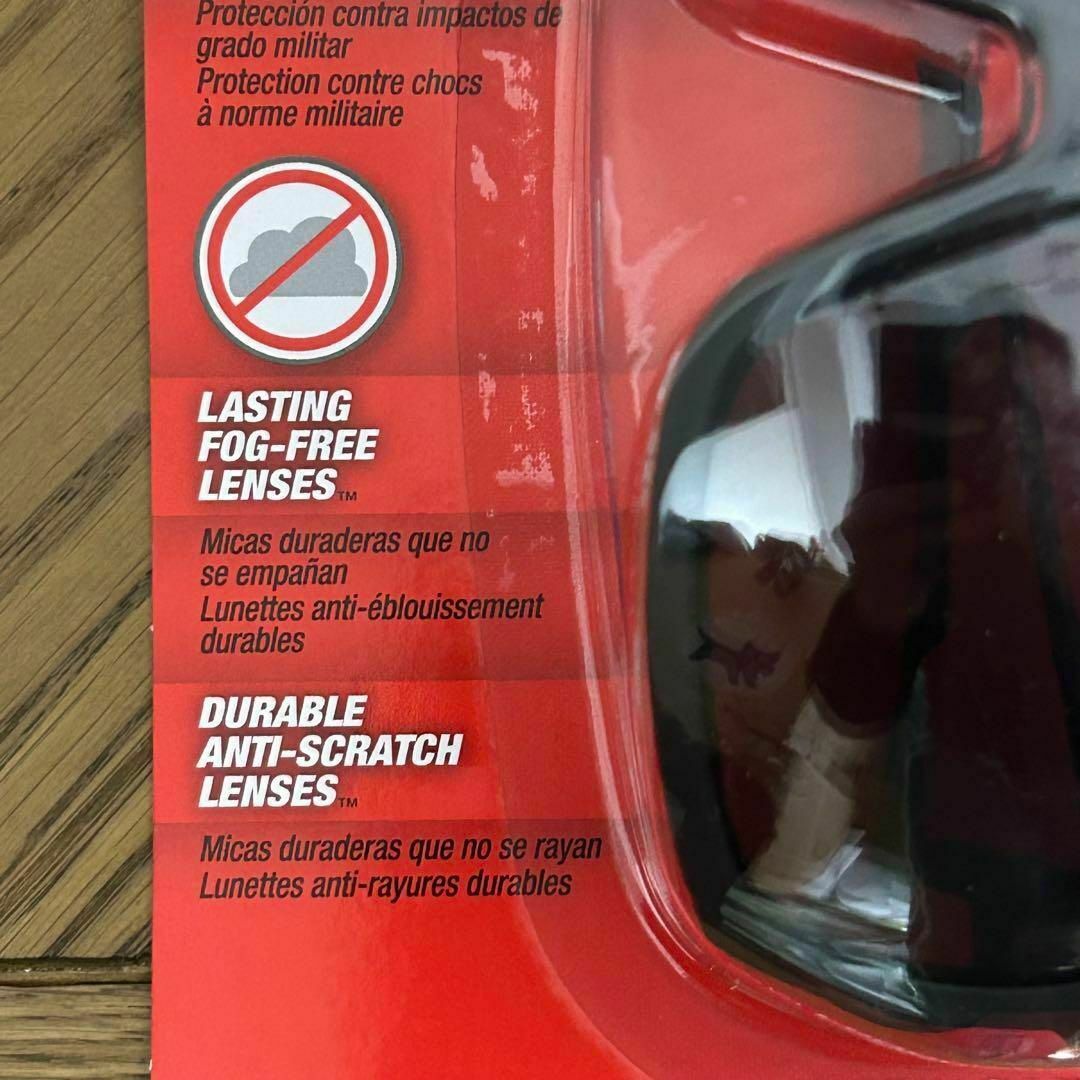 Protección contra impactos de
grado militar
Protection contre chocs
à norme militaire
LASTING
FOG-FREE
LENSES™
Micas duraderas que no
se empañan
Lunettes anti-éblouissement
durables
DURABLE
ANTI-SCRATCH
LENSES™
Micas duraderas que no se rayan
Lunettes anti-rayures durables